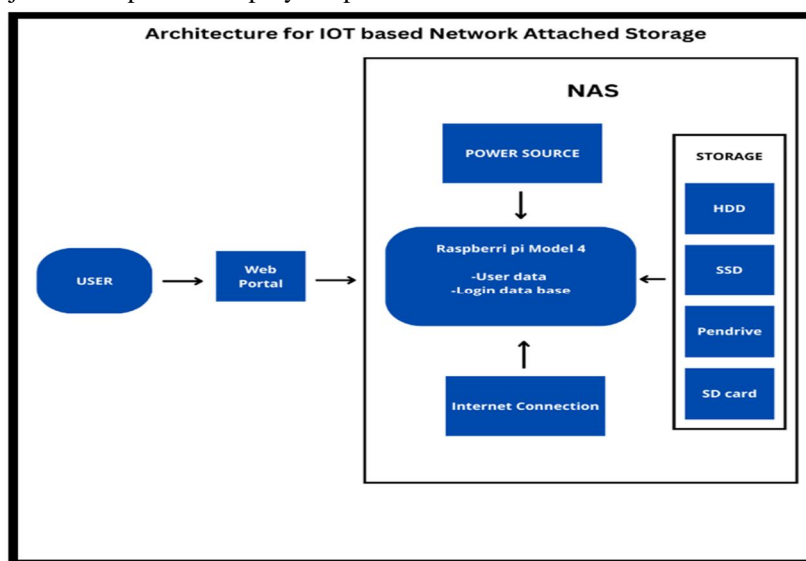 Architecture for IOT based Network Attached Storage
NAS
POWER SOURCE
STORAGE
HDD
SSD
Pendrive
SD card
Raspberri pi Model 4
-User data
-Login data base
USER
Web
Portal
Internet Connection